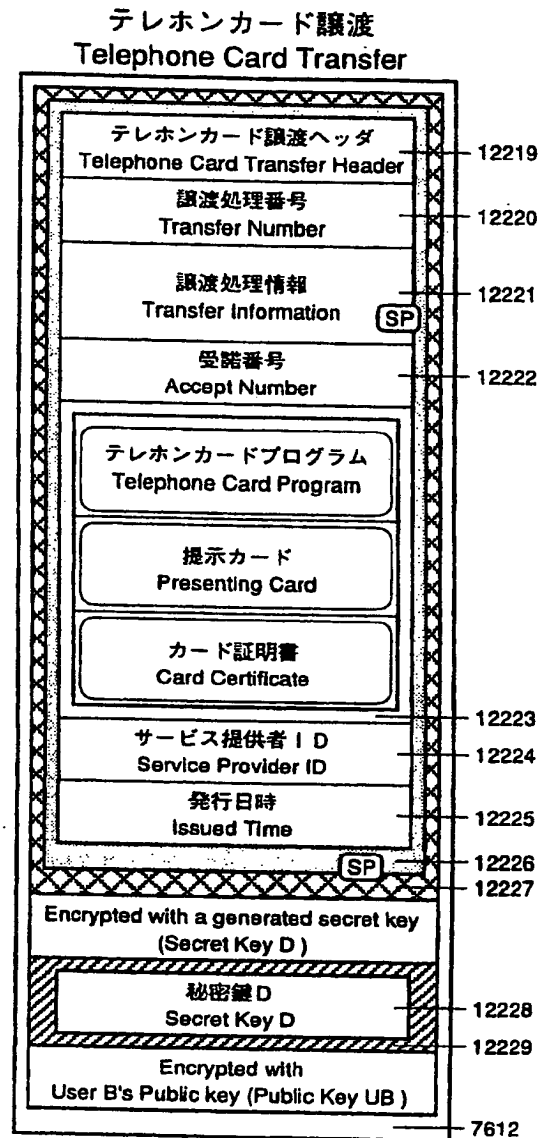 テレホンカード譲渡
Telephone Card Transfer
テレホンカード譲渡ヘッダ
Telephone Card Transfer Header
12219
譲渡処理番号
Transfer Number
12220
譲渡処理情報
Transfer Information
SP
12221
受諾番号
Accept Number
12222
テレホンカードプログラム
Telephone Card Program
提示カード
Presenting Card
カード証明書
Card Certificate
12223
サービス提供者ID
Service Provider ID
12224
発行日時
Issued Time
12225
SP
12226
12227
Encrypted with a generated secret key
(Secret Key D )
秘密鍵D
Secret Key D
12228
12229
Encrypted with
User B's Public key (Public Key UB )
7612